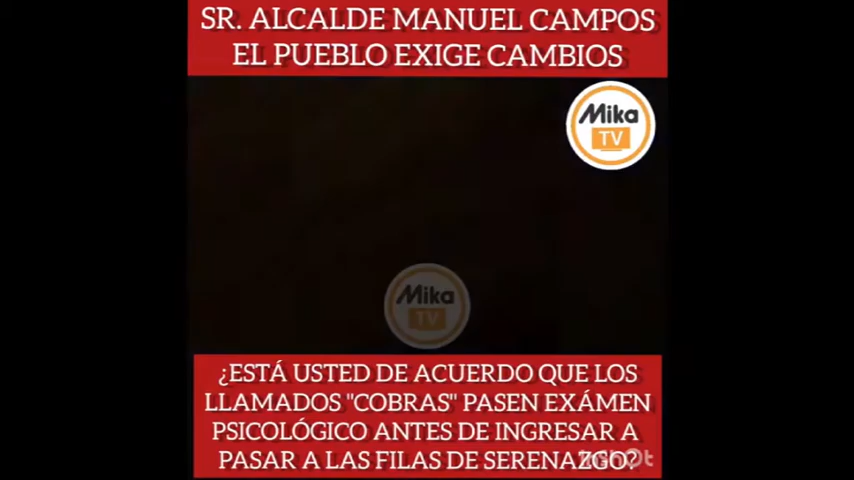 SR. ALCALDE MANUEL CAMPOS
EL PUEBLO EXIGE CAMBIOS
Mika
TV
Mika
TV
¿ESTÁ USTED DE ACUERDO QUE LOS
LLAMADOS "COBRAS" PASEN EXÁMEN
PSICOLÓGICO ANTES DE INGRESAR A
PASAR A LAS FILAS DE SERENAZGO?
InShOt